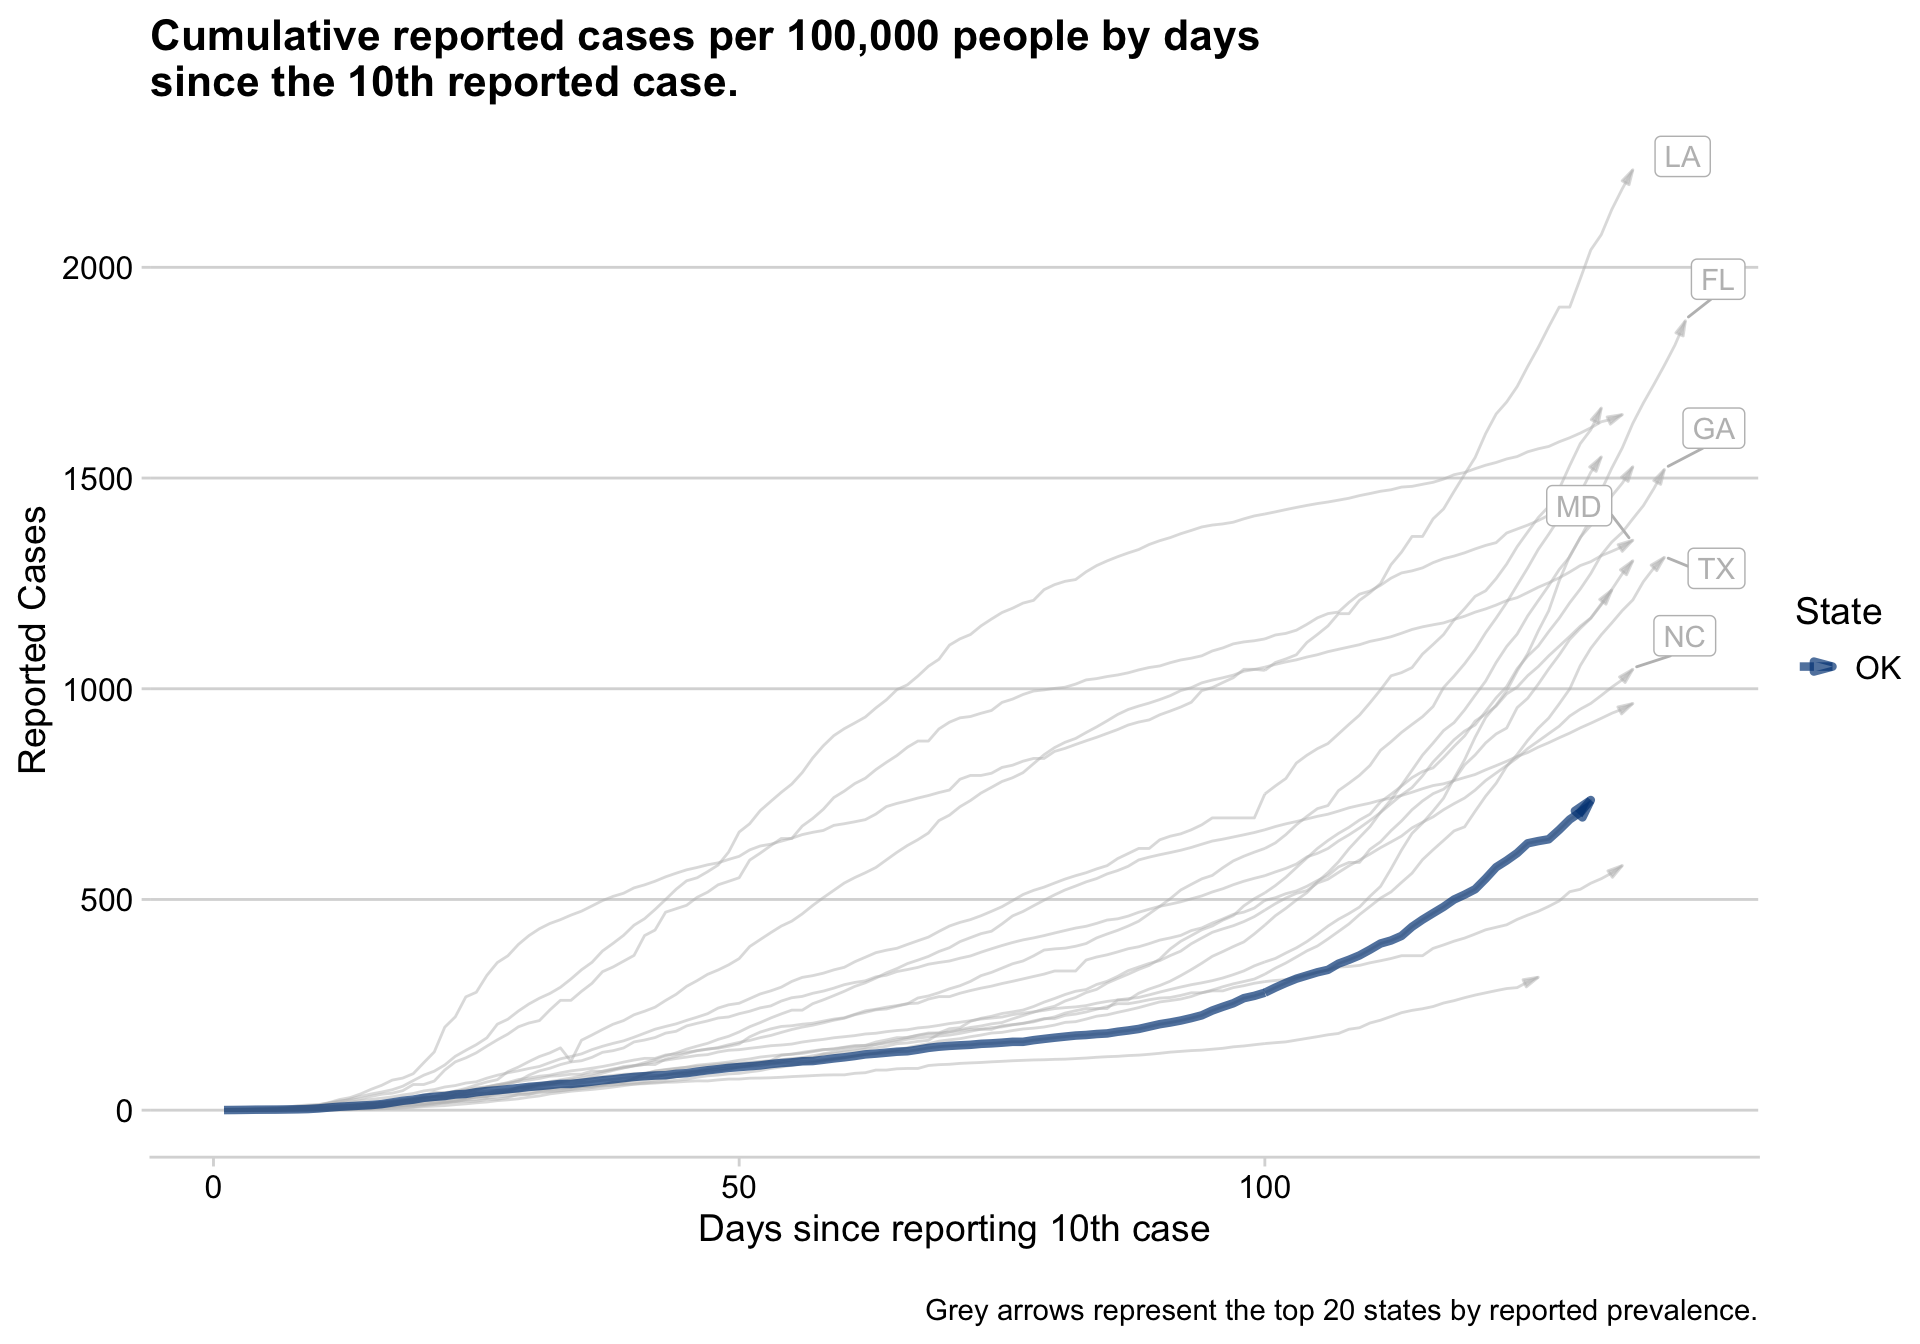 Cumulative reported cases per 100,000 people by days
since the 10th reported case.
LA
2000
FL
1500
GA
MD
TX
State
NC
OK
1000
Reported Cases
500
0
0
50
100
Days since reporting 10th case
Grey arrows represent the top 20 states by reported prevalence.